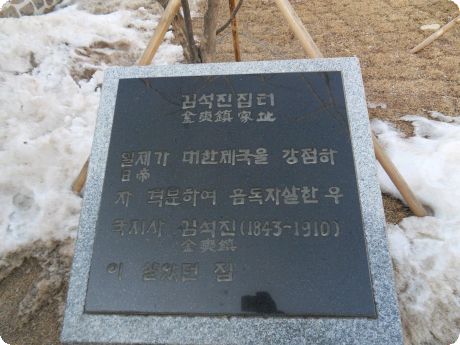 김석진집터
金奭鎭家址
일제가 대한제국을 강점하
日帝
자 격분하여 음독자살한 우
국지사 김석진(1843~1910)
金奭鎭
이 살았던 집